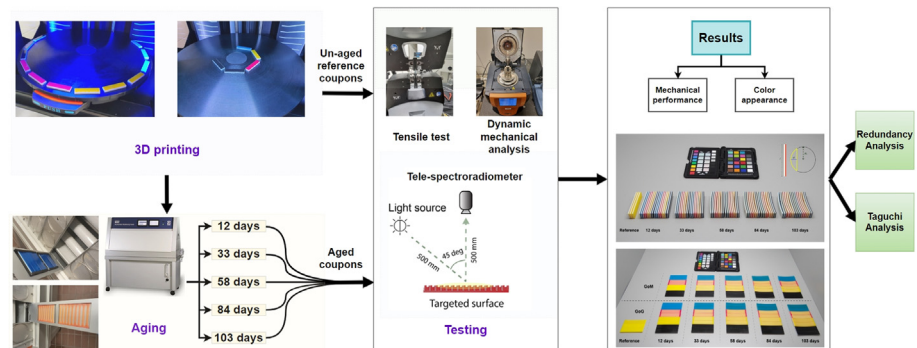 3D printing
Un-aged
reference
coupons
Aging
12 days
33 days
58 days
84 days
103 days
Aged
coupons
Tensile test
Dynamic
mechanical
analysis
Tele-spectroradiometer
Light source
45 deg
500 mm
500 mm
Targeted surface
Testing
Results
Mechanical
performance
Color
appearance
Reference
12 days
33 days
58 days
84 days
103 days
GoM
GoG
Reference
12 days
33 days
58 days
84 days
103 days
Redundancy
Analysis
Taguchi
Analysis